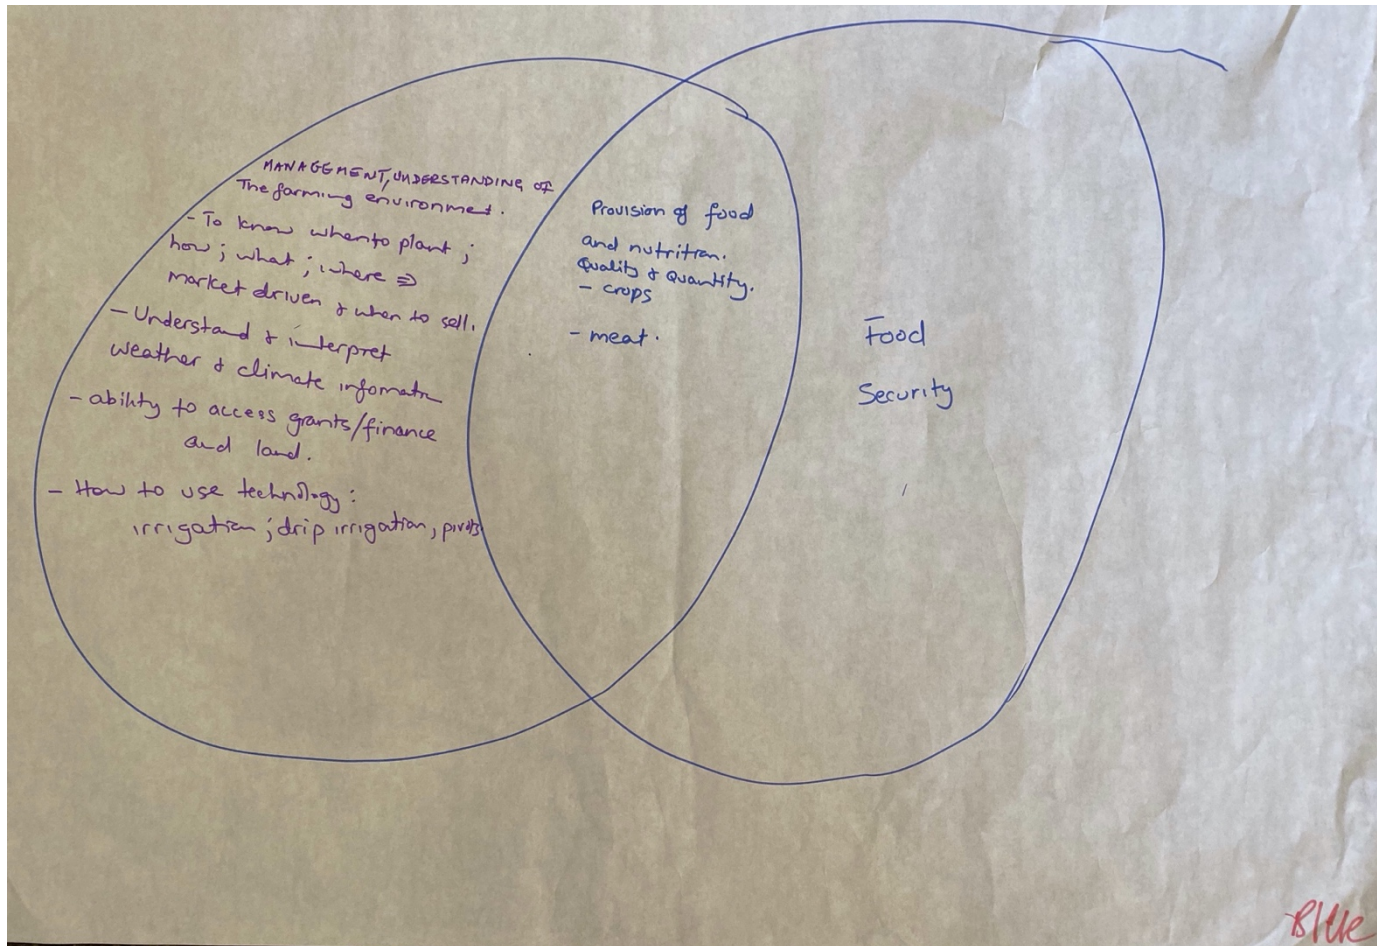 MANAGEMENT, UNDERSTANDING OF
The farming environment.
- To know when to plant ;
how ; what ; where ⇒
market driven & when to sell.
- Understand & interpret
weather & climate informatn
- ability to access grants/finance
and land.
- How to use technology :
irrigation ; drip irrigation, pivots
Provision of food
and nutrition.
Quality & Quantity.
- crops
- meat.
Food
Security
Blue